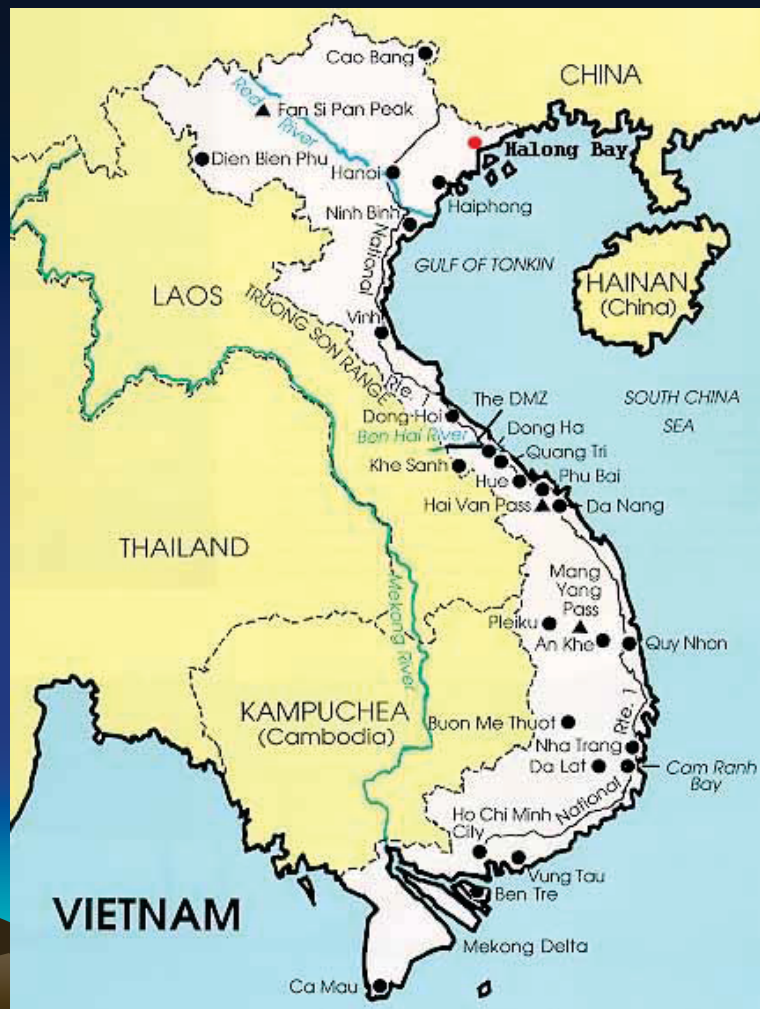 Cao Bang
CHINA
Red
River
Fan Si Pan Peak
Halong Bay
Dien Bien Phu
Hanoi
Haiphong
Ninh Binh
National
GULF OF TONKIN
HAINAN
(China)
LAOS
TRUONG SON RANGE
Vinh
Rte. 1
The DMZ
SOUTH CHINA
SEA
Dong Hoi
Dong Ha
Ben Hai River
Quang Tri
Khe Sanh
Hue
Phu Bai
Hai Van Pass
Da Nang
THAILAND
Mang
Yang
Pass
Mekong River
Pleiku
An Khe
Quy Nhon
KAMPUCHEA
(Cambodia)
Buon Me Thuot
Rte. 1
Nha Trang
Da Lat
Cam Ranh
Bay
National
Ho Chi Minh
City
Vung Tau
Ben Tre
VIETNAM
Mekong Delta
Ca Mau